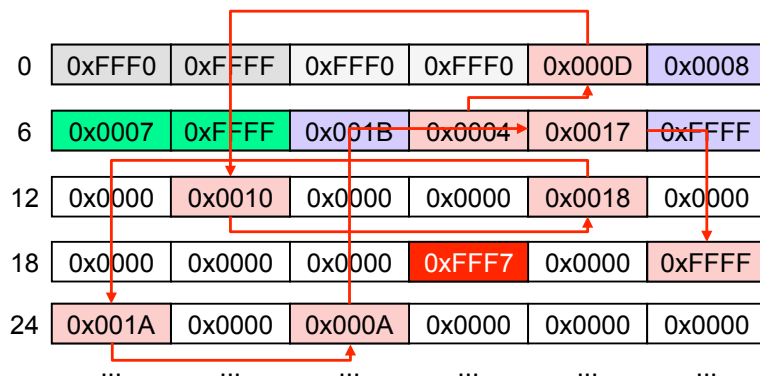 0 0xFFF0 0xFFFF 0xFFF0 0xFFF0 0x000D 0x0008
6 0x0007 0xFFFF 0x001B 0x0004 0x0017 0xFFFF
12 0x0000 0x0010 0x0000 0x0000 0x0018 0x0000
18 0x0000 0x0000 0x0000 0xFFF7 0x0000 0xFFFF
24 0x001A 0x0000 0x000A 0x0000 0x0000 0x0000
... ... ... ... ... ...